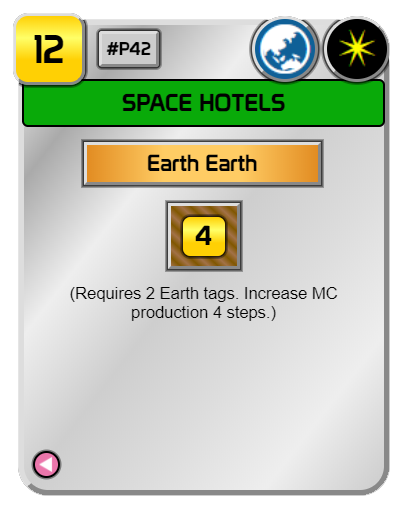 12
#P42
SPACE HOTELS
Earth Earth
4
(Requires 2 Earth tags. Increase MC
production 4 steps.)